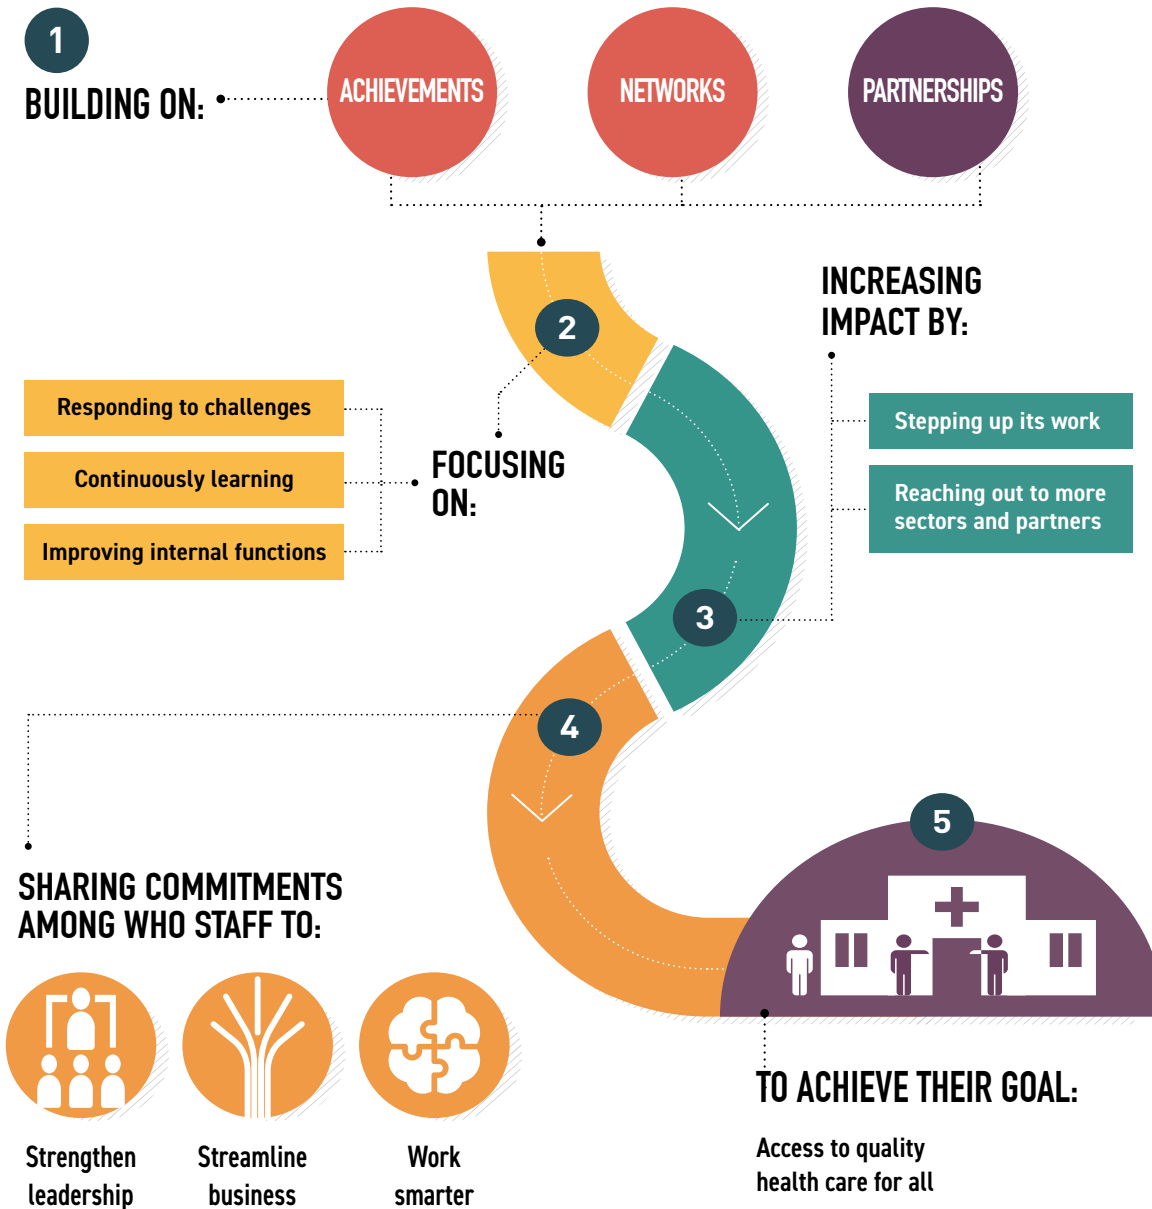 1
BUILDING ON:
ACHIEVEMENTS
NETWORKS
PARTNERSHIPS
2
FOCUSING
ON:
Responding to challenges
Continuously learning
Improving internal functions
INCREASING
IMPACT BY:
Stepping up its work
Reaching out to more
sectors and partners
3
4
SHARING COMMITMENTS
AMONG WHO STAFF TO:
Strengthen
leadership
Streamline
business
Work
smarter
5
TO ACHIEVE THEIR GOAL:
Access to quality
health care for all